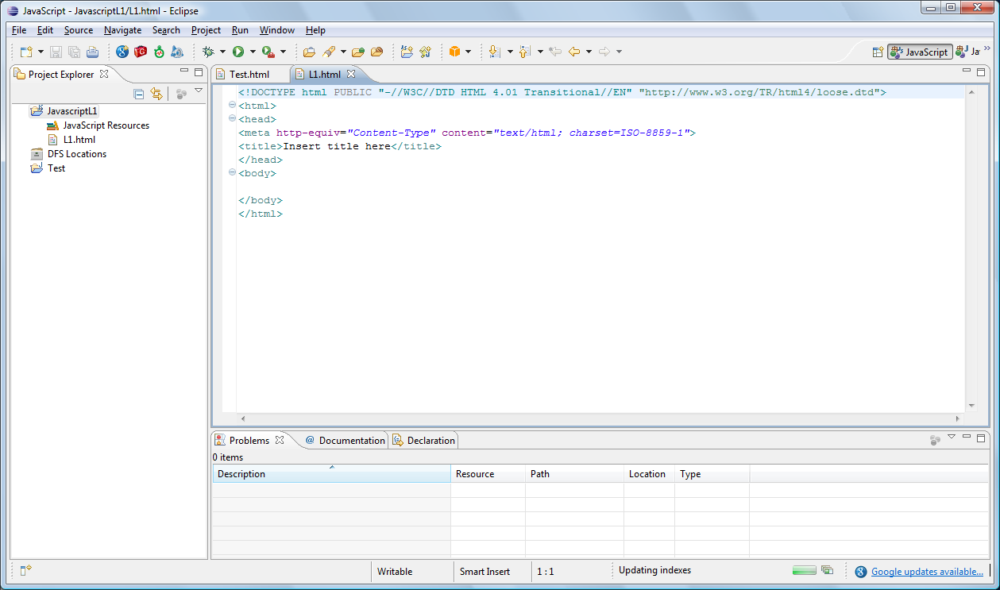 JavaScript - JavascriptL1/L1.html - Eclipse
File Edit Source Navigate Search Project Run Window Help
JavaScript Ja
Project Explorer
JavascriptL1
JavaScript Resources
L1.html
DFS Locations
Test
Test.html L1.html
<!DOCTYPE html PUBLIC "-//W3C//DTD HTML 4.01 Transitional//EN" "http://www.w3.org/TR/html4/loose.dtd">
<html>
<head>
<meta http-equiv="Content-Type" content="text/html; charset=ISO-8859-1">
<title>Insert title here</title>
</head>
<body>
</body>
</html>
Problems @ Documentation Declaration
0 items
Description Resource Path Location Type
Writable Smart Insert 1 : 1 Updating indexes Google updates available...